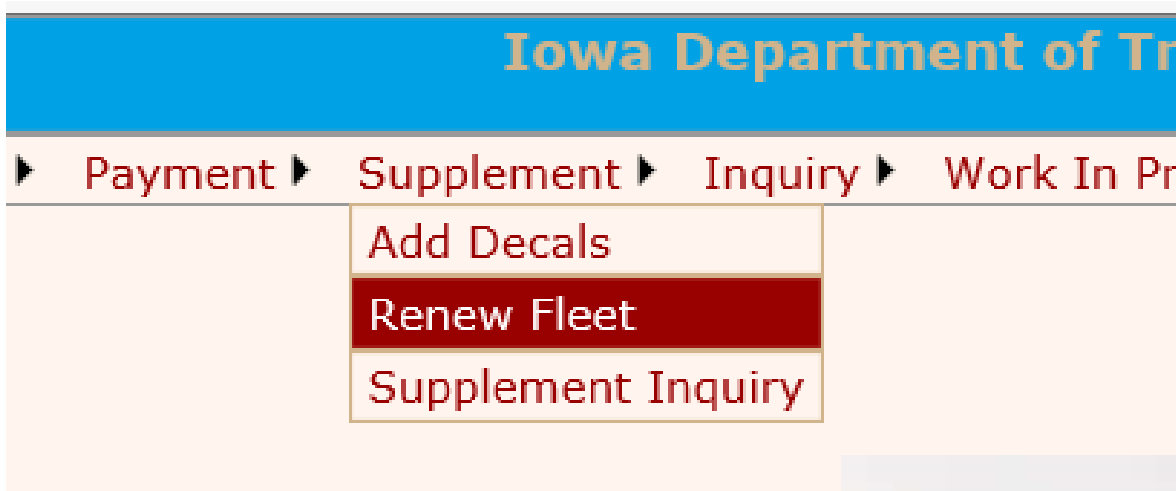 Iowa Department of Tr
Payment Supplement Inquiry Work In Pr
Add Decals
Renew Fleet
Supplement Inquiry